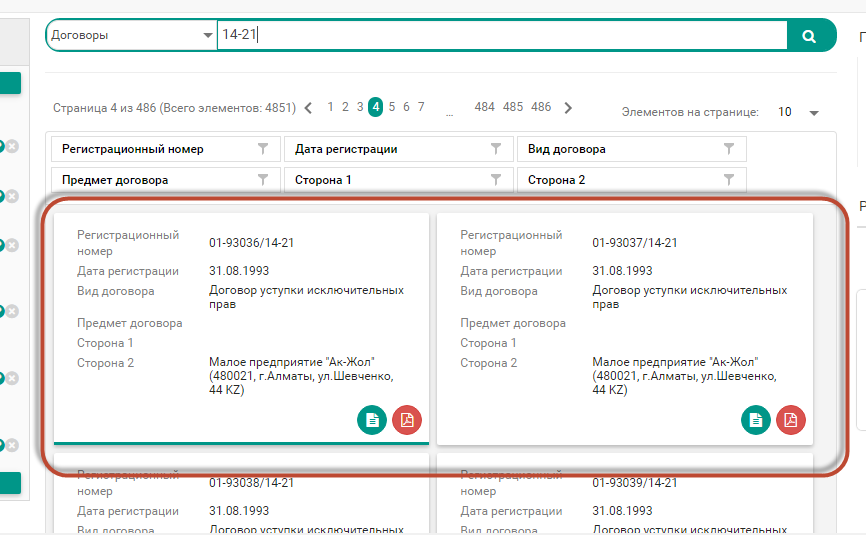 Договоры
14-21
Страница 4 из 486 (Всего элементов: 4851) 1 2 3 4 5 6 7 ... 484 485 486
Элементов на странице: 10
Регистрационный номер
Дата регистрации
Вид договора
Предмет договора
Сторона 1
Сторона 2
Регистрационный
номер
01-93036/14-21
Дата регистрации
31.08.1993
Вид договора
Договор уступки исключительных
прав
Предмет договора
Сторона 1
Сторона 2
Малое предприятие "Ак-Жол"
(480021, г.Алматы, ул.Шевченко,
44 KZ)
Регистрационный
номер
01-93037/14-21
Дата регистрации
31.08.1993
Вид договора
Договор уступки исключительных
прав
Предмет договора
Сторона 1
Сторона 2
Малое предприятие "Ак-Жол"
(480021, г.Алматы, ул.Шевченко,
44 KZ)
Регистрационный
номер
01-93038/14-21
Дата регистрации
31.08.1993
Вид договора
Договор уступки исключительных
Регистрационный
номер
01-93039/14-21
Дата регистрации
31.08.1993
Вид договора
Договор уступки исключительных